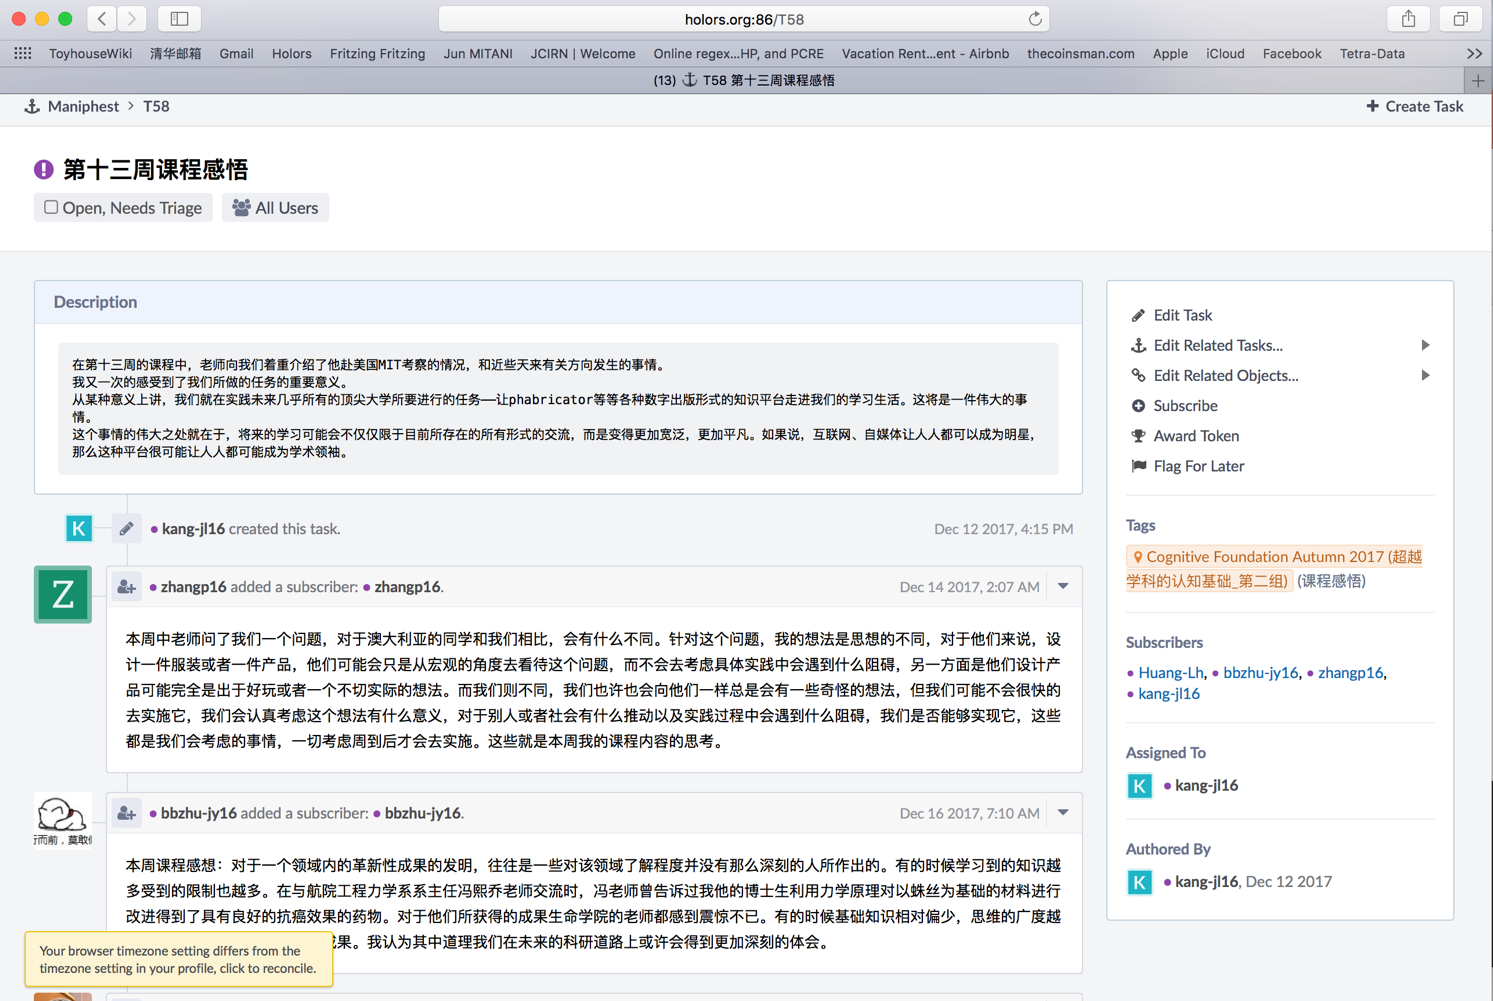 holors.org:86/T58
ToyhouseWiki 清华邮箱 Gmail Holors Fritzing Fritzing Jun MITANI JCIRN | Welcome Online regex...HP, and PCRE Vacation Rent...ent - Airbnb thecoinsman.com Apple iCloud Facebook Tetra-Data
(13) T58 第十三周课程感悟
Maniphest > T58
Create Task
第十三周课程感悟
Open, Needs Triage All Users
Description
在第十三周的课程中，老师向我们着重介绍了他赴美国MIT考察的情况，和近些天来有关方向发生的事情。
我又一次的感受到了我们所做的任务的重要意义。
从某种意义上讲，我们就在实践未来几乎所有的顶尖大学所要进行的任务——让phabricator等等各种数字出版形式的知识平台走进我们的学习生活。这将是一件伟大的事
情。
这个事情的伟大之处就在于，将来的学习可能会不仅仅限于目前所存在的所有形式的交流，而是变得更加宽泛，更加平凡。如果说，互联网、自媒体让人人都可以成为明星，
那么这种平台很可能让人人都可能成为学术领袖。
K kang-jl16 created this task. Dec 12 2017, 4:15 PM
Z zhangp16 added a subscriber: zhangp16. Dec 14 2017, 2:07 AM
本周中老师问了我们一个问题，对于澳大利亚的同学和我们相比，会有什么不同。针对这个问题，我的想法是思想的不同，对于他们来说，设
计一件服装或者一件产品，他们可能会只是从宏观的角度去看待这个问题，而不会去考虑具体实践中会遇到什么阻碍，另一方面是他们设计产
品可能完全是出于好玩或者一个不切实际的想法。而我们则不同，我们也许也会向他们一样总是会有一些奇怪的想法，但我们可能不会很快的
去实施它，我们会认真考虑这个想法有什么意义，对于别人或者社会有什么推动以及实践过程中会遇到什么阻碍，我们是否能够实现它，这些
都是我们会考虑的事情，一切考虑周到后才会去实施。这些就是本周我的课程内容的思考。
bbzhu-jy16 added a subscriber: bbzhu-jy16. Dec 16 2017, 7:10 AM
行而前，莫敢
本周课程感想：对于一个领域内的革新性成果的发明，往往是一些对该领域了解程度并没有那么深刻的人所作出的。有的时候学习到的知识越
多受到的限制也越多。在与航院工程力学系系主任冯熙乔老师交流时，冯老师曾告诉过我他的博士生利用力学原理对以蛛丝为基础的材料进行
改进得到了具有良好的抗癌效果的药物。对于他们所获得的成果生命学院的老师都感到震惊不已。有的时候基础知识相对偏少，思维的广度越
果。我认为其中道理我们在未来的科研道路上或许会得到更加深刻的体会。
Your browser timezone setting differs from the
timezone setting in your profile, click to reconcile.
Edit Task
Edit Related Tasks...
Edit Related Objects...
Subscribe
Award Token
Flag For Later
Tags
Cognitive Foundation Autumn 2017 (超越
学科的认知基础_第二组) (课程感悟)
Subscribers
Huang-Lh, bbzhu-jy16, zhangp16,
kang-jl16
Assigned To
K kang-jl16
Authored By
K kang-jl16, Dec 12 2017